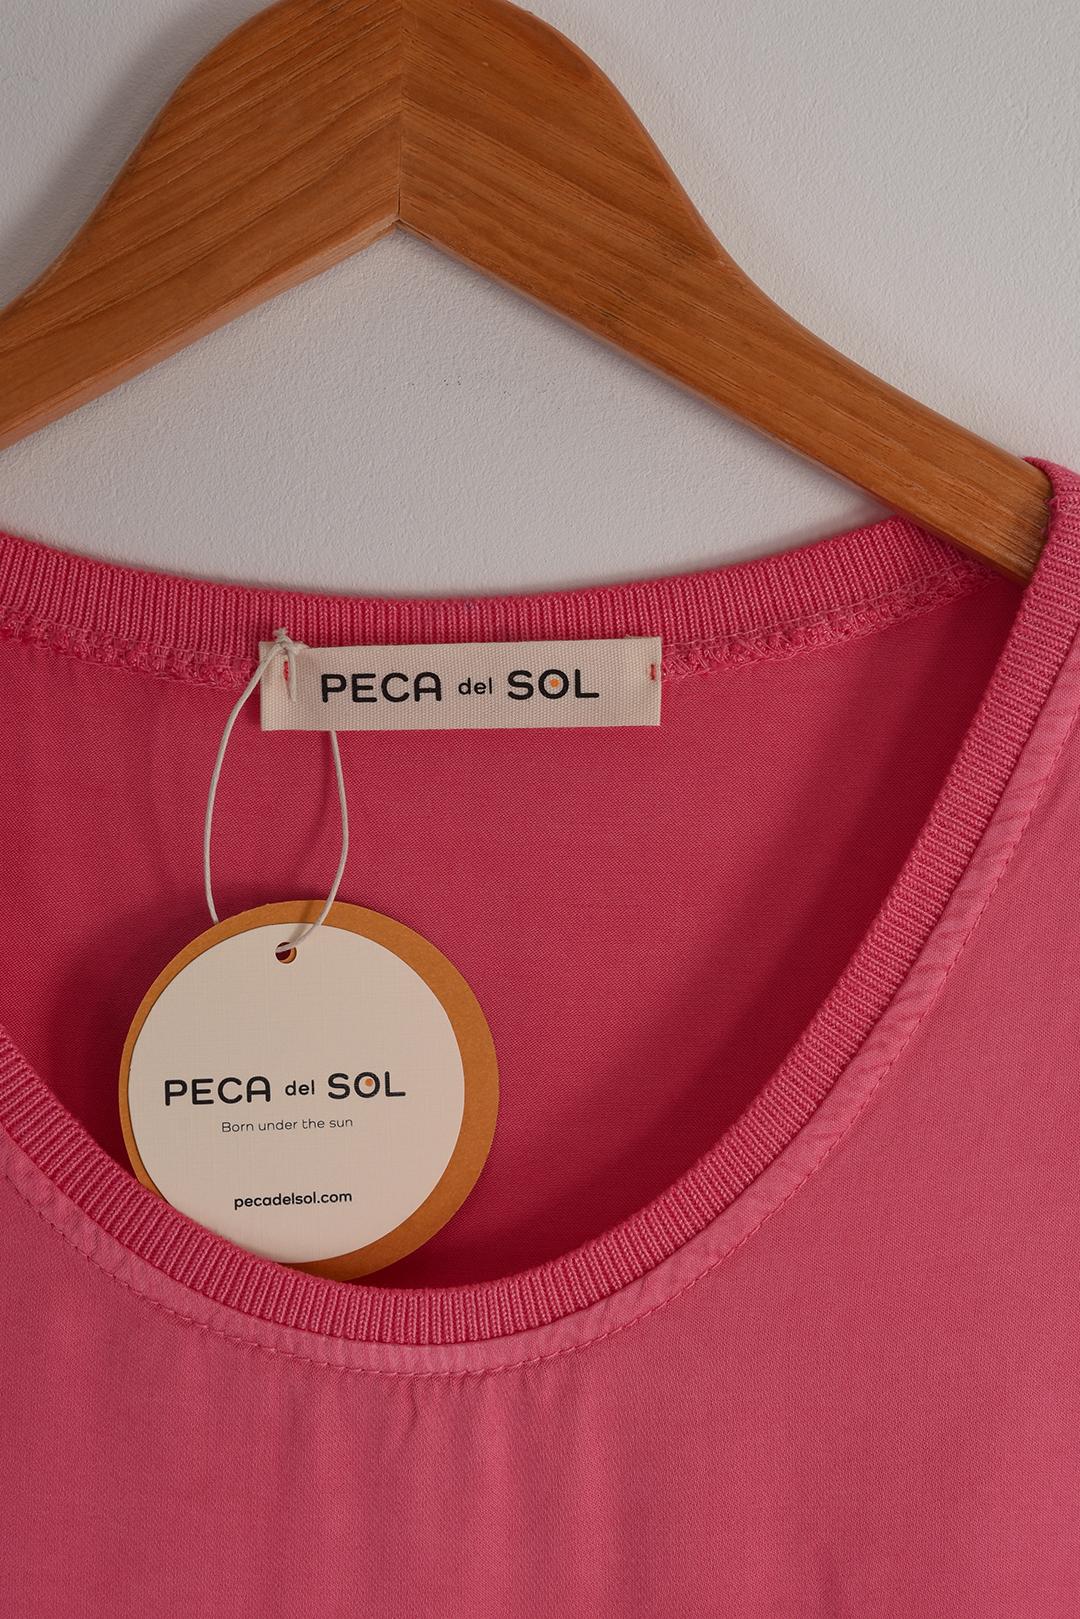 PECA del SOL
PECA del SOL
Born under the sun
pecadelsol.com